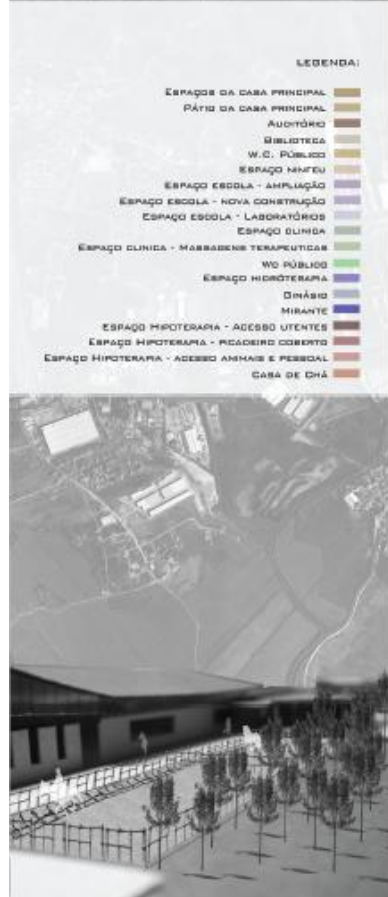 LEGENDA:
ESPAÇOS DA CASA PRINCIPAL
PÁTIO DA CASA PRINCIPAL
AUDITÓRIO
BIBLIOTECA
W.C. PÚBLICO
ESPAÇO NINFEU
ESPAÇO ESCOLA - AMPLIAÇÃO
ESPAÇO ESCOLA - NOVA CONSTRUÇÃO
ESPAÇO ESCOLA - LABORATÓRIOS
ESPAÇO CLINICA
ESPAÇO CLINICA - MASSAGENS TERAPEUTICAS
WC PÚBLICO
ESPAÇO HIDRÓTERAPIA
GINÁSIO
MIRANTE
ESPAÇO HIPOTERAPIA - ACESSO UTENTES
ESPAÇO HIPOTERAPIA - PICADEIRO COBERTO
ESPAÇO HIPOTERAPIA - ACESSO ANIMAIS E PESSOAL
CASA DE CHÁ